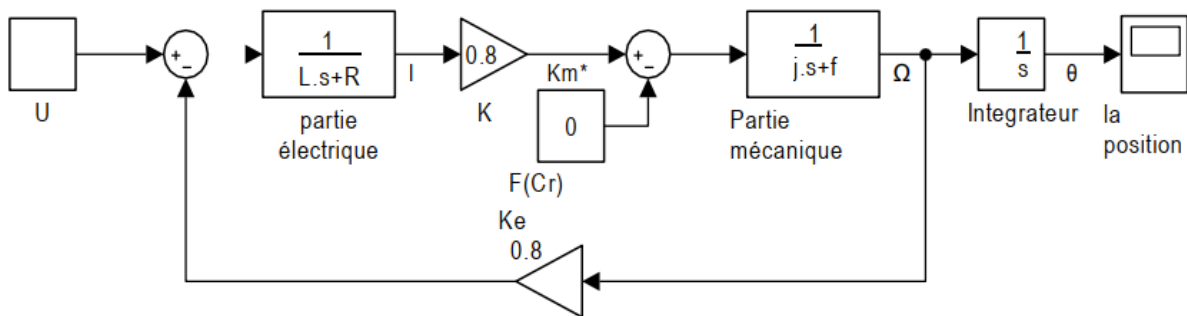 U
+
-
1
L.s+R
partie
électrique
I
0.8
K
Km*
+
-
0
F(Cr)
1
j.s+f
Partie
mécanique
Ω
1
s
Integrateur
θ
la
position
Ke
0.8